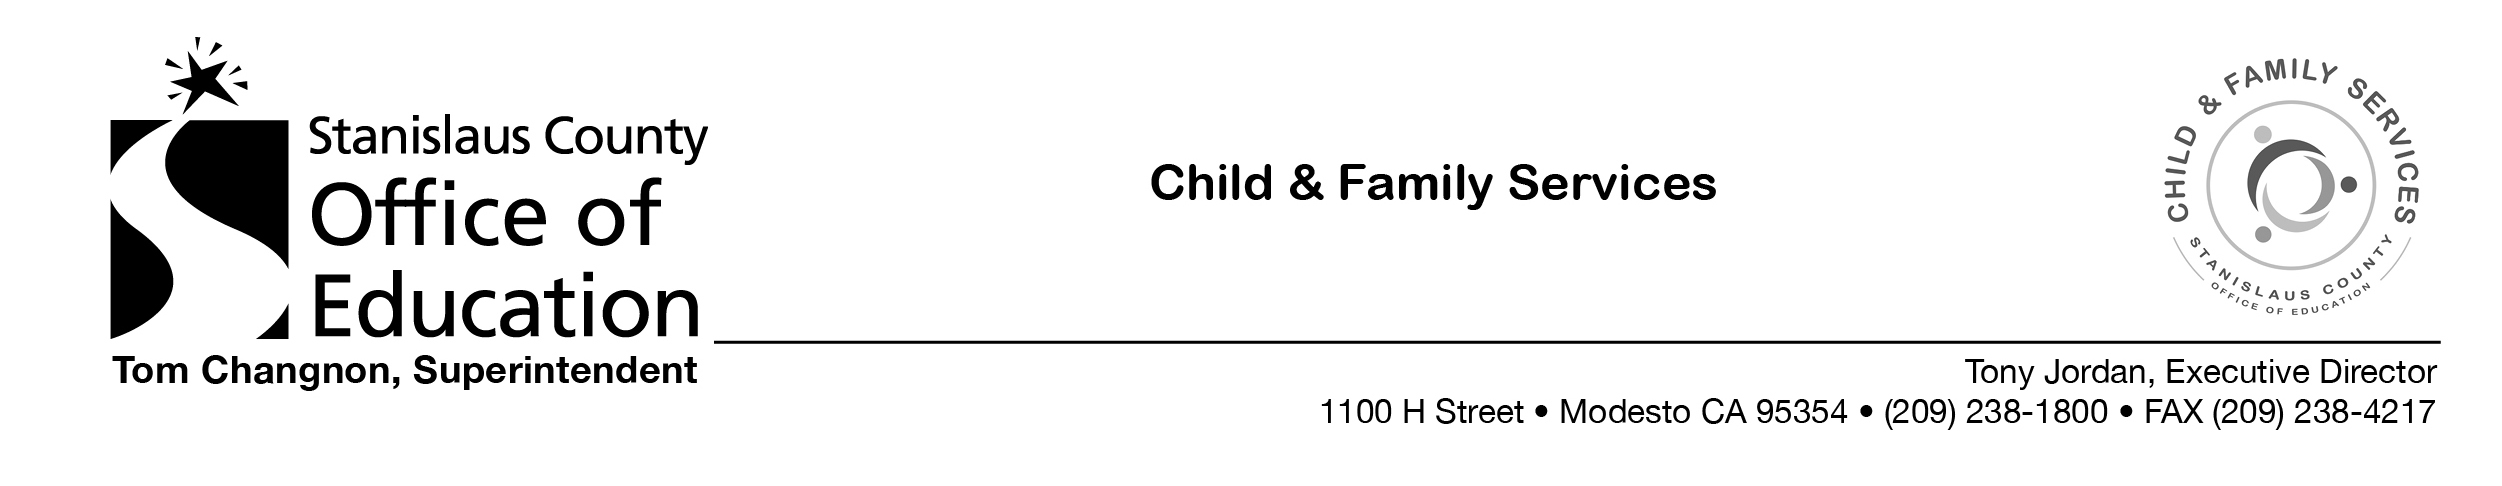 Stanislaus County
Office of
Education
Tom Changnon, Superintendent
Child & Family Services
CHILD & FAMILY SERVICES
STANISLAUS COUNTY
OFFICE OF EDUCATION
Tony Jordan, Executive Director
1100 H Street • Modesto CA 95354 • (209) 238-1800 • FAX (209) 238-4217